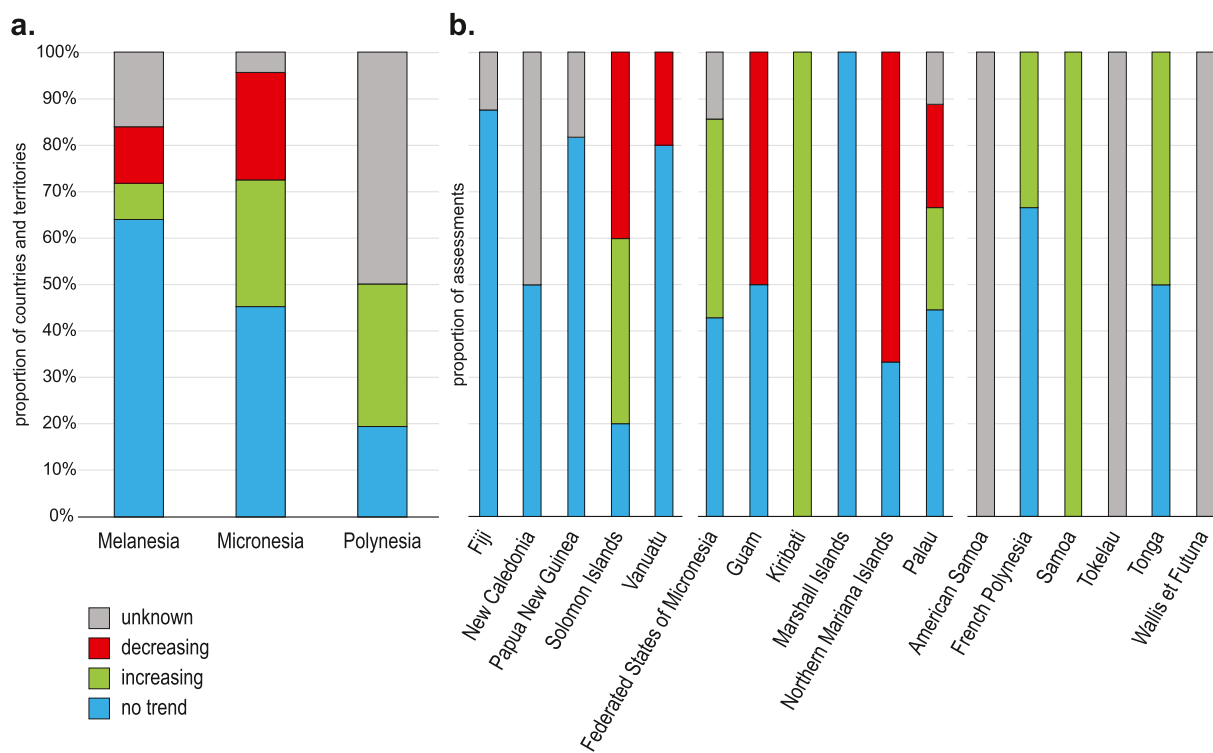 a.
proportion of countries and territories
100%
90%
80%
70%
60%
50%
40%
30%
20%
10%
0%
Melanesia
Micronesia
Polynesia
unknown
decreasing
increasing
no trend
b.
proportion of assessments
Fiji
New Caledonia
Papua New Guinea
Solomon Islands
Vanuatu
Federated States of Micronesia
Guam
Kiribati
Marshall Islands
Northern Mariana Islands
Palau
American Samoa
French Polynesia
Samoa
Tokelau
Tonga
Wallis et Futuna